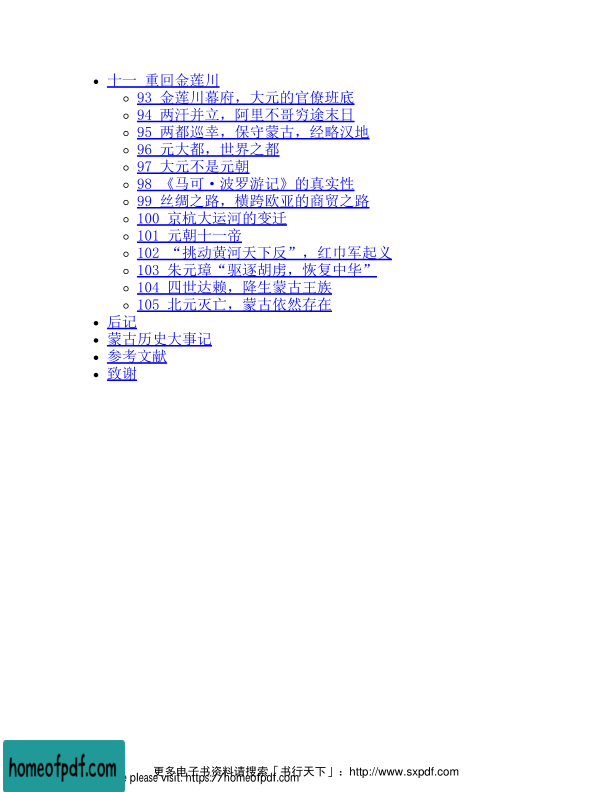 十一 重回金莲川
93 金莲川幕府，大元的官僚班底
94 两汗并立，阿里不哥穷途末日
95 两都巡幸，保守蒙古，经略汉地
96 元大都，世界之都
97 大元不是元朝
98 《马可·波罗游记》的真实性
99 丝绸之路，横跨欧亚的商贸之路
100 京杭大运河的变迁
101 元朝十一帝
102 “挑动黄河天下反”，红巾军起义
103 朱元璋“驱逐胡虏，恢复中华”
104 四世达赖，降生蒙古王族
105 北元灭亡，蒙古依然存在
后记
蒙古历史大事记
参考文献
致谢
更多电子书资料请搜索「书行天下」：http://www.sxpdf.com
homeofpdf.com
please visit: https://homeofpdf.com